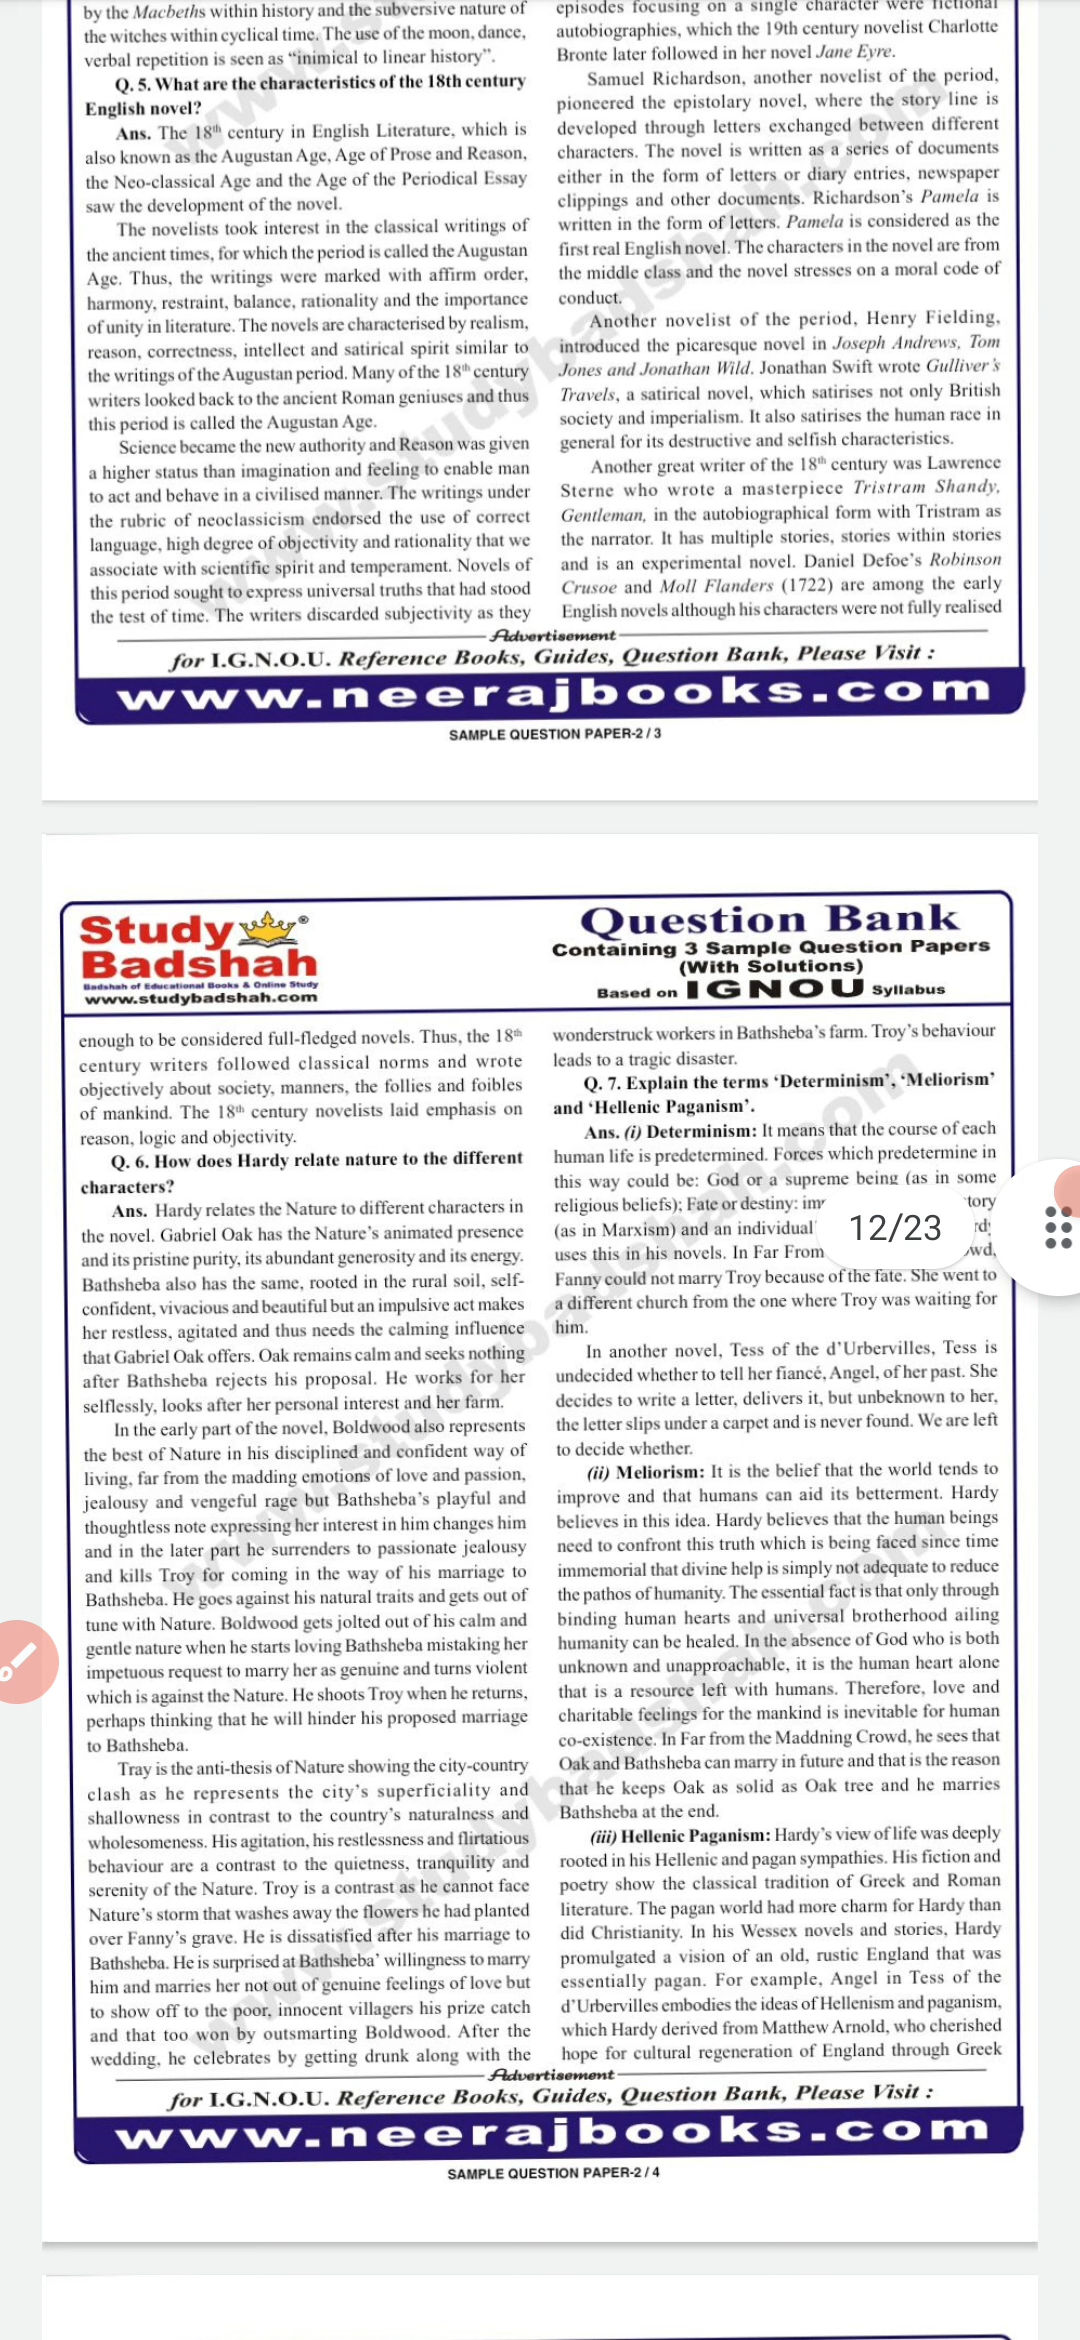 by the Macbeths within history and the subversive nature of
the witches within cyclical time. The use of the moon, dance,
verbal repetition is seen as “inimical to linear history”.
Q. 5. What are the characteristics of the 18th century
English novel?
Ans. The 18th century in English Literature, which is
also known as the Augustan Age, Age of Prose and Reason,
the Neo-classical Age and the Age of the Periodical Essay
saw the development of the novel.
The novelists took interest in the classical writings of
the ancient times, for which the period is called the Augustan
Age. Thus, the writings were marked with affirm order,
harmony, restraint, balance, rationality and the importance
of unity in literature. The novels are characterised by realism,
reason, correctness, intellect and satirical spirit similar to
the writings of the Augustan period. Many of the 18th century
writers looked back to the ancient Roman geniuses and thus
this period is called the Augustan Age.
Science became the new authority and Reason was given
a higher status than imagination and feeling to enable man
to act and behave in a civilised manner. The writings under
the rubric of neoclassicism endorsed the use of correct
language, high degree of objectivity and rationality that we
associate with scientific spirit and temperament. Novels of
this period sought to express universal truths that had stood
the test of time. The writers discarded subjectivity as they
episodes focusing on a single character were fictional
autobiographies, which the 19th century novelist Charlotte
Bronte later followed in her novel Jane Eyre.
Samuel Richardson, another novelist of the period,
pioneered the epistolary novel, where the story line is
developed through letters exchanged between different
characters. The novel is written as a series of documents
either in the form of letters or diary entries, newspaper
clippings and other documents. Richardson’s Pamela is
written in the form of letters. Pamela is considered as the
first real English novel. The characters in the novel are from
the middle class and the novel stresses on a moral code of
conduct.
Another novelist of the period, Henry Fielding,
introduced the picaresque novel in Joseph Andrews, Tom
Jones and Jonathan Wild. Jonathan Swift wrote Gulliver’s
Travels, a satirical novel, which satirises not only British
society and imperialism. It also satirises the human race in
general for its destructive and selfish characteristics.
Another great writer of the 18th century was Lawrence
Sterne who wrote a masterpiece Tristram Shandy,
Gentleman, in the autobiographical form with Tristram as
the narrator. It has multiple stories, stories within stories
and is an experimental novel. Daniel Defoe’s Robinson
Crusoe and Moll Flanders (1722) are among the early
English novels although his characters were not fully realised
Advertisement
for I.G.N.O.U. Reference Books, Guides, Question Bank, Please Visit :
www.neerajbooks.com
SAMPLE QUESTION PAPER-2 / 3
Study
Badshah
Badshah of Educational Books & Online Study
www.studybadshah.com
Question Bank
Containing 3 Sample Question Papers
(With Solutions)
Based on IGNOU Syllabus
enough to be considered full-fledged novels. Thus, the 18th
century writers followed classical norms and wrote
objectively about society, manners, the follies and foibles
of mankind. The 18th century novelists laid emphasis on
reason, logic and objectivity.
Q. 6. How does Hardy relate nature to the different
characters?
Ans. Hardy relates the Nature to different characters in
the novel. Gabriel Oak has the Nature’s animated presence
and its pristine purity, its abundant generosity and its energy.
Bathsheba also has the same, rooted in the rural soil, self-
confident, vivacious and beautiful but an impulsive act makes
her restless, agitated and thus needs the calming influence
that Gabriel Oak offers. Oak remains calm and seeks nothing
after Bathsheba rejects his proposal. He works for her
selflessly, looks after her personal interest and her farm.
In the early part of the novel, Boldwood also represents
the best of Nature in his disciplined and confident way of
living, far from the madding emotions of love and passion,
jealousy and vengeful rage but Bathsheba’s playful and
thoughtless note expressing her interest in him changes him
and in the later part he surrenders to passionate jealousy
and kills Troy for coming in the way of his marriage to
Bathsheba. He goes against his natural traits and gets out of
tune with Nature. Boldwood gets jolted out of his calm and
gentle nature when he starts loving Bathsheba mistaking her
impetuous request to marry her as genuine and turns violent
which is against the Nature. He shoots Troy when he returns,
perhaps thinking that he will hinder his proposed marriage
to Bathsheba.
Tray is the anti-thesis of Nature showing the city-country
clash as he represents the city’s superficiality and
shallowness in contrast to the country’s naturalness and
wholesomeness. His agitation, his restlessness and flirtatious
behaviour are a contrast to the quietness, tranquility and
serenity of the Nature. Troy is a contrast as he cannot face
Nature’s storm that washes away the flowers he had planted
over Fanny’s grave. He is dissatisfied after his marriage to
Bathsheba. He is surprised at Bathsheba’ willingness to marry
him and marries her not out of genuine feelings of love but
to show off to the poor, innocent villagers his prize catch
and that too won by outsmarting Boldwood. After the
wedding, he celebrates by getting drunk along with the
wonderstruck workers in Bathsheba’s farm. Troy’s behaviour
leads to a tragic disaster.
Q. 7. Explain the terms ‘Determinism’, ‘Meliorism’
and ‘Hellenic Paganism’.
Ans. (i) Determinism: It means that the course of each
human life is predetermined. Forces which predetermine in
this way could be: God or a supreme being (as in some
religious beliefs); Fate or destiny: tory
(as in Marxism) and an individual
12/23
uses this in his novels. In Far From
Fanny could not marry Troy because of the fate. She went to
a different church from the one where Troy was waiting for
him.
In another novel, Tess of the d’Urbervilles, Tess is
undecided whether to tell her fiancé, Angel, of her past. She
decides to write a letter, delivers it, but unbeknown to her,
the letter slips under a carpet and is never found. We are left
to decide whether.
(ii) Meliorism: It is the belief that the world tends to
improve and that humans can aid its betterment. Hardy
believes in this idea. Hardy believes that the human beings
need to confront this truth which is being faced since time
immemorial that divine help is simply not adequate to reduce
the pathos of humanity. The essential fact is that only through
binding human hearts and universal brotherhood ailing
humanity can be healed. In the absence of God who is both
unknown and unapproachable, it is the human heart alone
that is a resource left with humans. Therefore, love and
charitable feelings for the mankind is inevitable for human
co-existence. In Far from the Maddning Crowd, he sees that
Oak and Bathsheba can marry in future and that is the reason
that he keeps Oak as solid as Oak tree and he marries
Bathsheba at the end.
(iii) Hellenic Paganism: Hardy’s view of life was deeply
rooted in his Hellenic and pagan sympathies. His fiction and
poetry show the classical tradition of Greek and Roman
literature. The pagan world had more charm for Hardy than
did Christianity. In his Wessex novels and stories, Hardy
promulgated a vision of an old, rustic England that was
essentially pagan. For example, Angel in Tess of the
d’Urbervilles embodies the ideas of Hellenism and paganism,
which Hardy derived from Matthew Arnold, who cherished
hope for cultural regeneration of England through Greek
Advertisement
for I.G.N.O.U. Reference Books, Guides, Question Bank, Please Visit :
www.neerajbooks.com
SAMPLE QUESTION PAPER-2 / 4